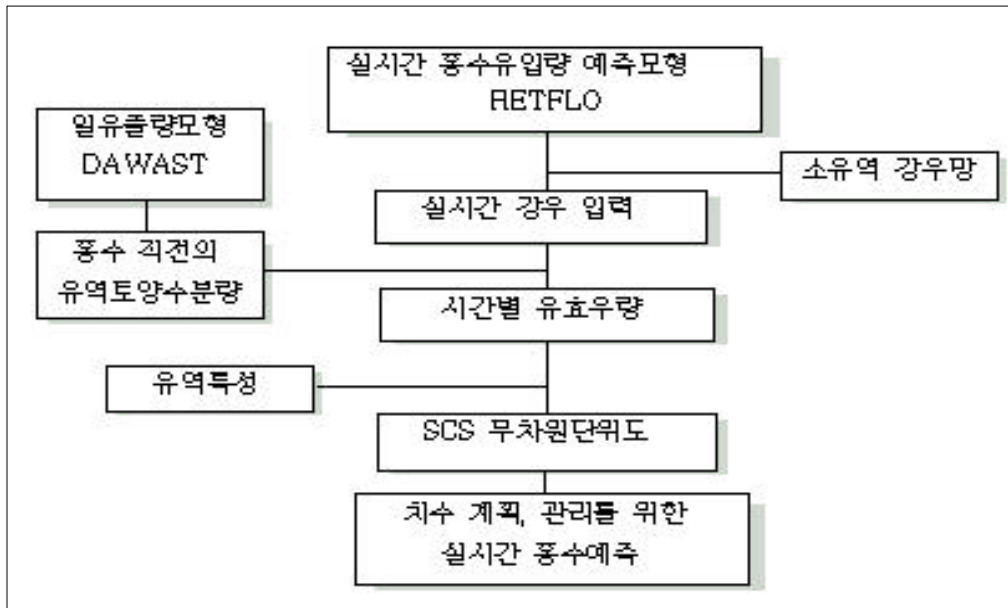 실시간 홍수유입량 예측모형
RETFLO
일유출량모형
DAWAST
소유역 강우망
실시간 강우 입력
홍수 직전의
유역토양수분량
시간별 유효우량
유역특성
SCS 무차원단위도
치수 계획, 관리를 위한
실시간 홍수예측